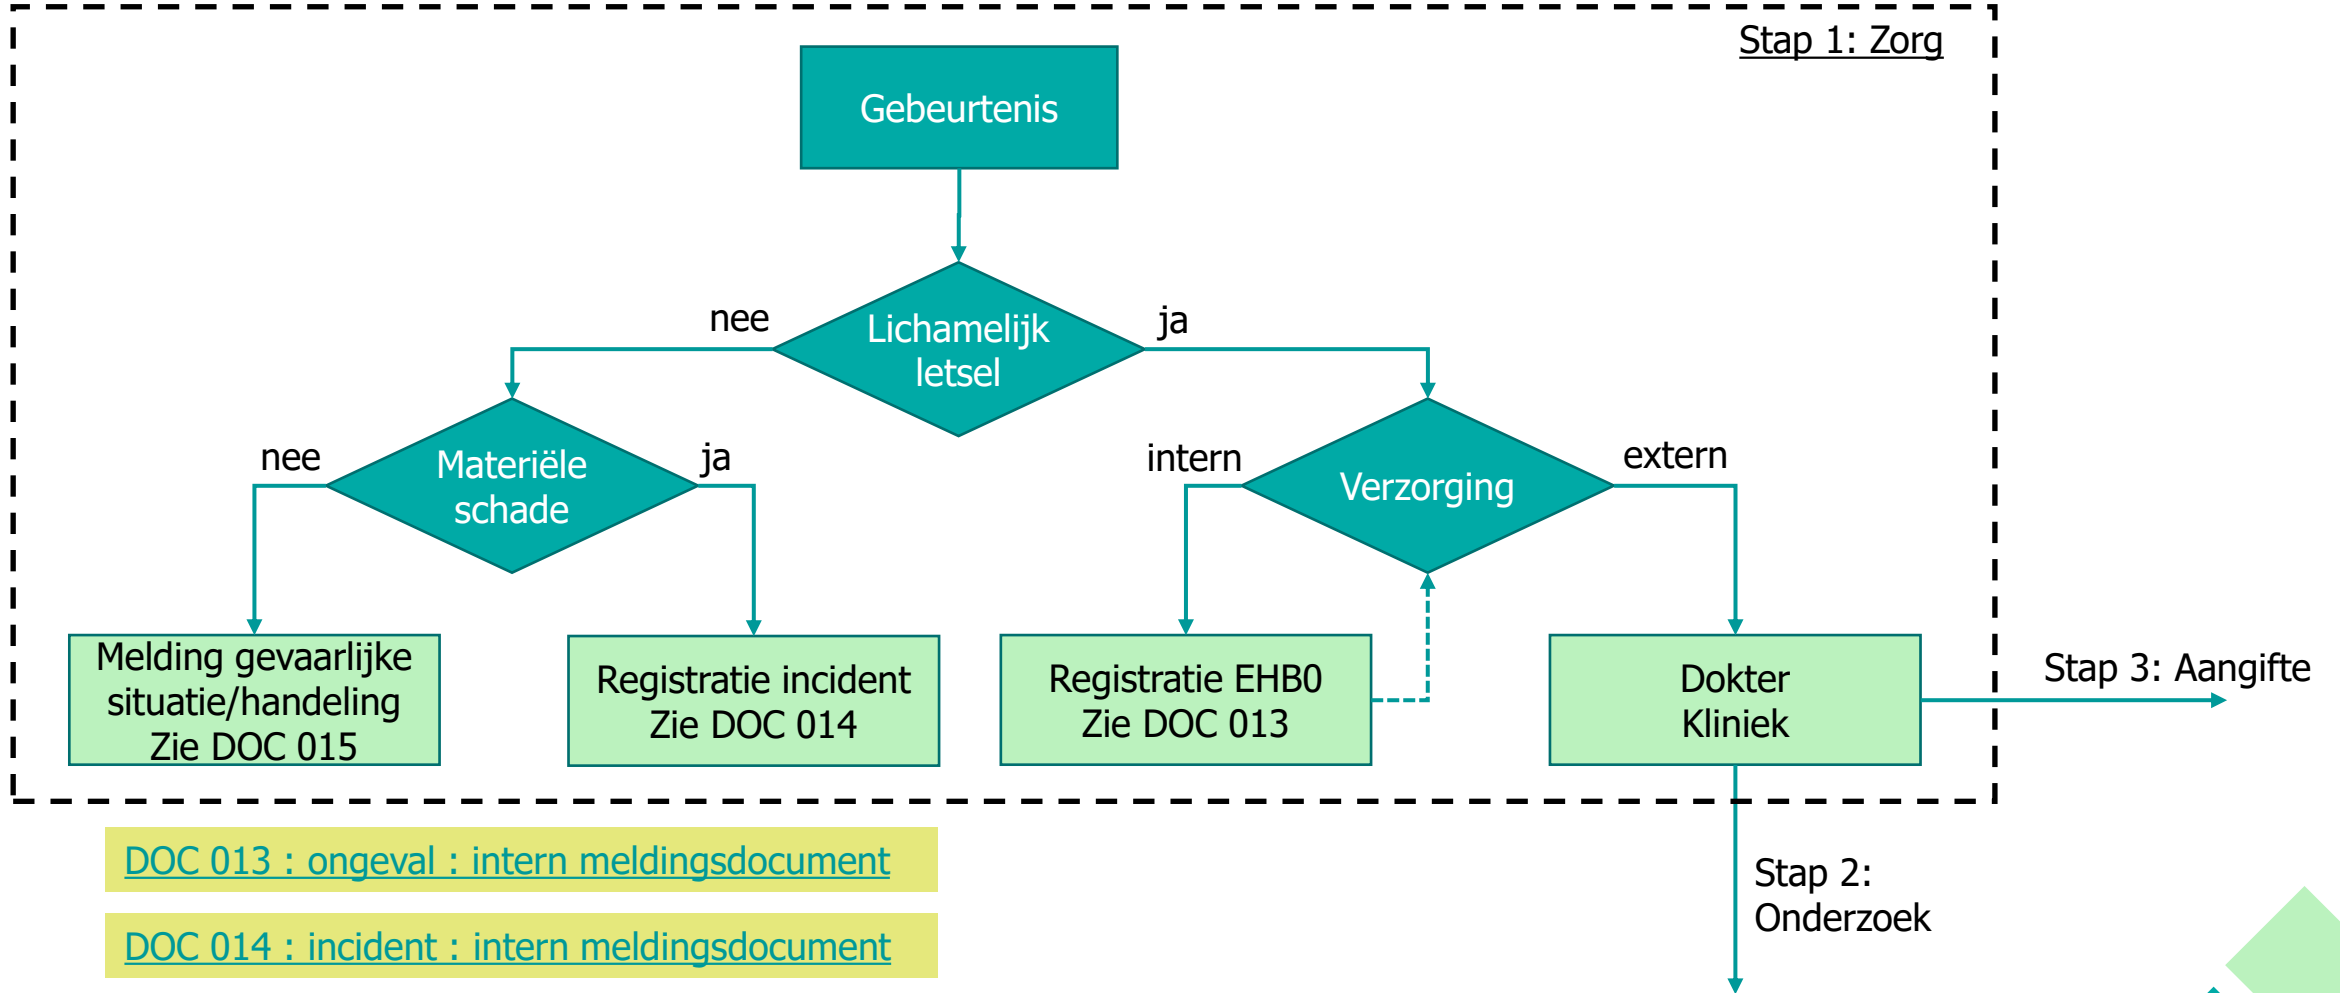 Stap 1: Zorg
Gebeurtenis
nee
Lichamelijk
letsel
ja
nee
Materiële
schade
ja
intern
Verzorging
extern
Melding gevaarlijke
situatie/handeling
Zie DOC 015
Registratie incident
Zie DOC 014
Registratie EHB0
Zie DOC 013
Dokter
Kliniek
Stap 3: Aangifte
DOC 013 : ongeval : intern meldingsdocument
DOC 014 : incident : intern meldingsdocument
Stap 2:
Onderzoek